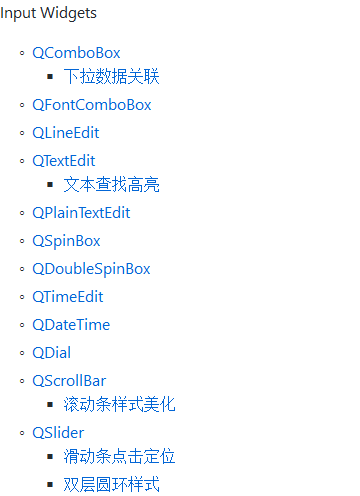 Input Widgets
QComboBox
下拉数据关联
QFontComboBox
QLineEdit
QTextEdit
文本查找高亮
QPlainTextEdit
QSpinBox
QDoubleSpinBox
QTimeEdit
QDateTime
QDial
QScrollBar
滚动条样式美化
QSlider
滑动条点击定位
双层圆环样式